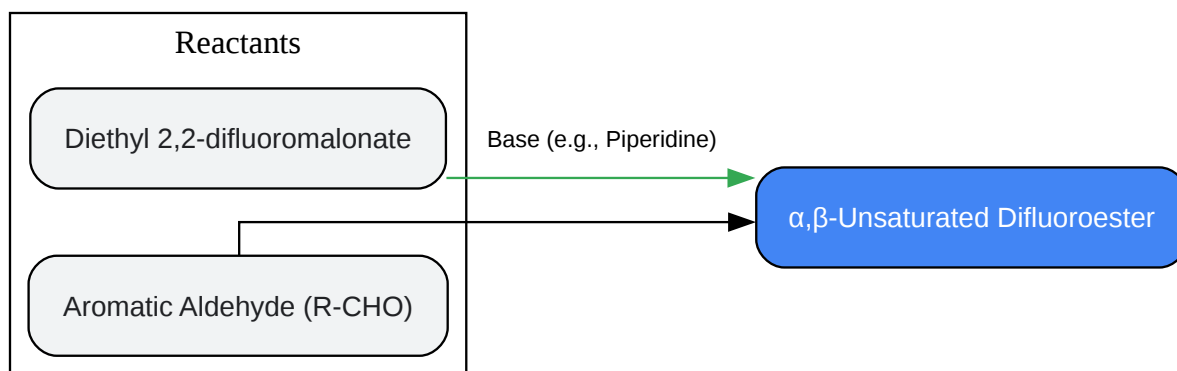 Reactants
Diethyl 2,2-difluoromalonate
Base (e.g., Piperidine)
α,β-Unsaturated Difluoroester
Aromatic Aldehyde (R-CHO)